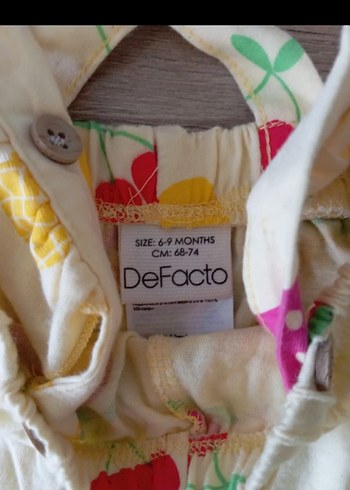 SIZE: 6-9 MONTHS
CM: 68-74
DeFacto